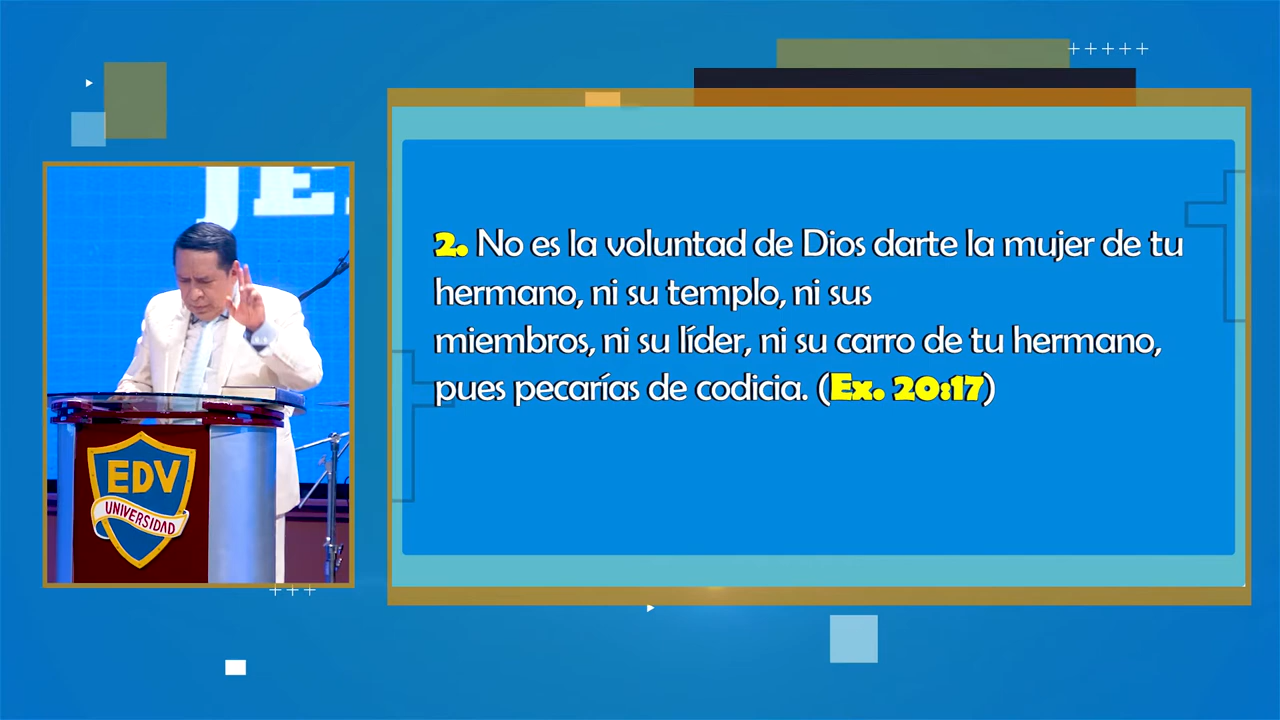 JE
2. No es la voluntad de Dios darte la mujer de tu
hermano, ni su templo, ni sus
miembros, ni su líder, ni su carro de tu hermano,
pues pecarías de codicia. (Ex. 20:17)
EDV
UNIVERSIDAD